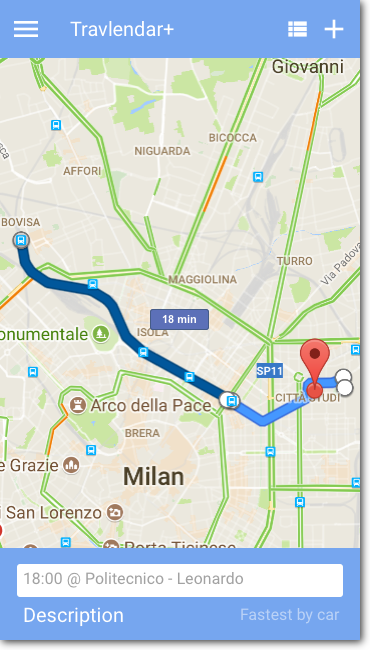 Travlendar+
Giovanni
BICOCCA
NIGUARDA
AFFORI
BOVISA
TURRO
Via Padova
MAGGIOLINA
18 min
ISOLA
onumentale
SP11
CITTÀ STUDI
Arco della Pace
BRERA
e Grazie
Milan
i San Lorenzo
Porta Ticinese
18:00 @ Politecnico - Leonardo
Description
Fastest by car